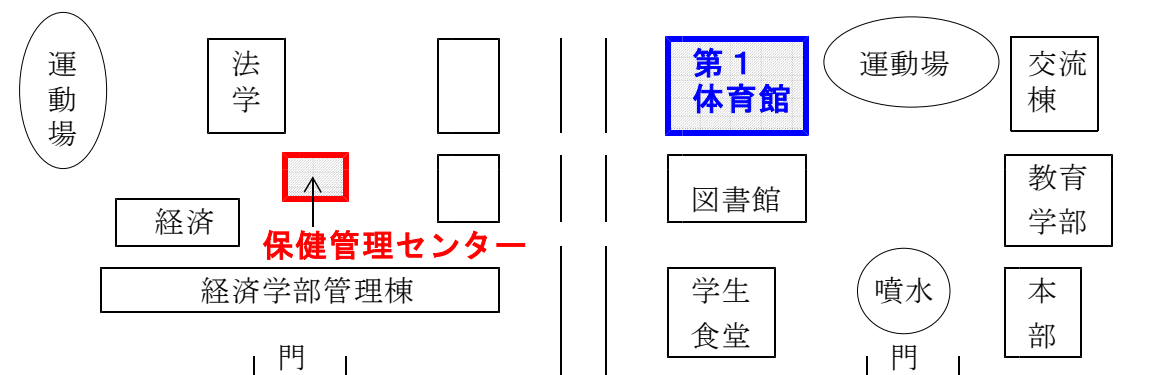 運動場
法学
第１
体育館
運動場
交流
棟
図書館
教育
学部
経済
保健管理センター
経済学部管理棟
学生
食堂
噴水
本
部
門
門